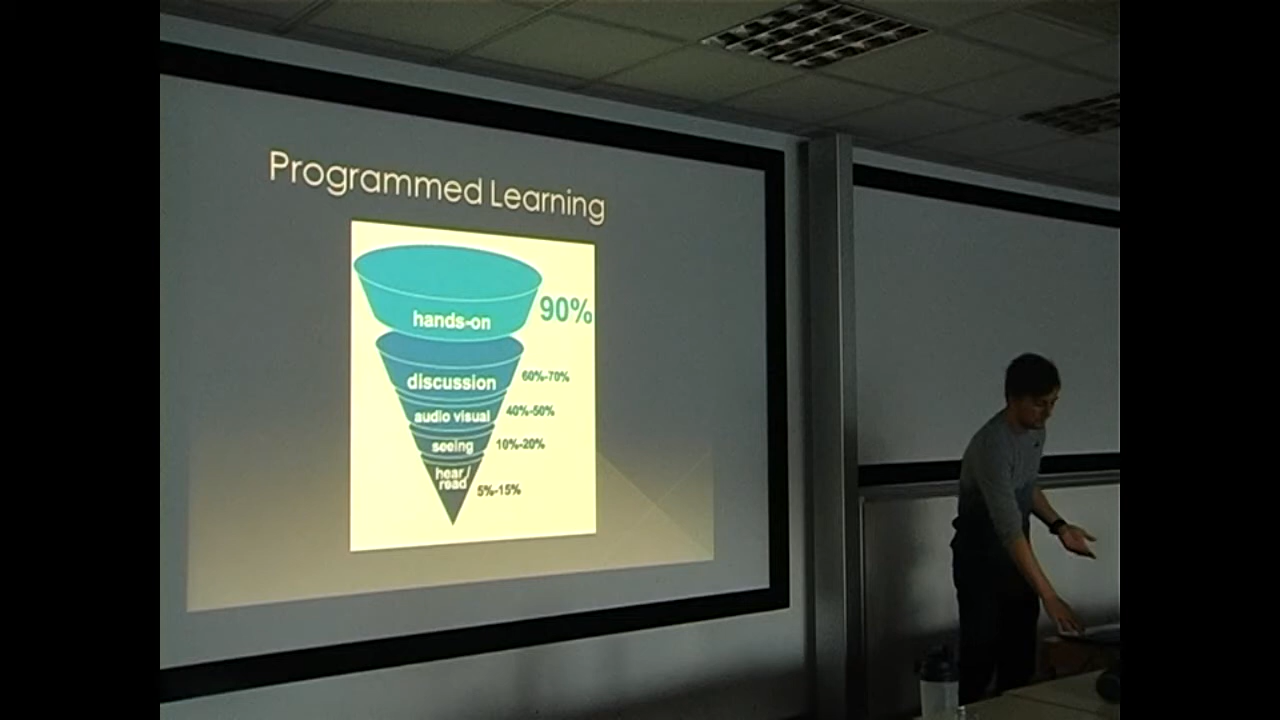 Programmed Learning
hands-on
90%
discussion
60%-70%
audio visual
40%-50%
seeing
10%-20%
hear/
read
5%-15%